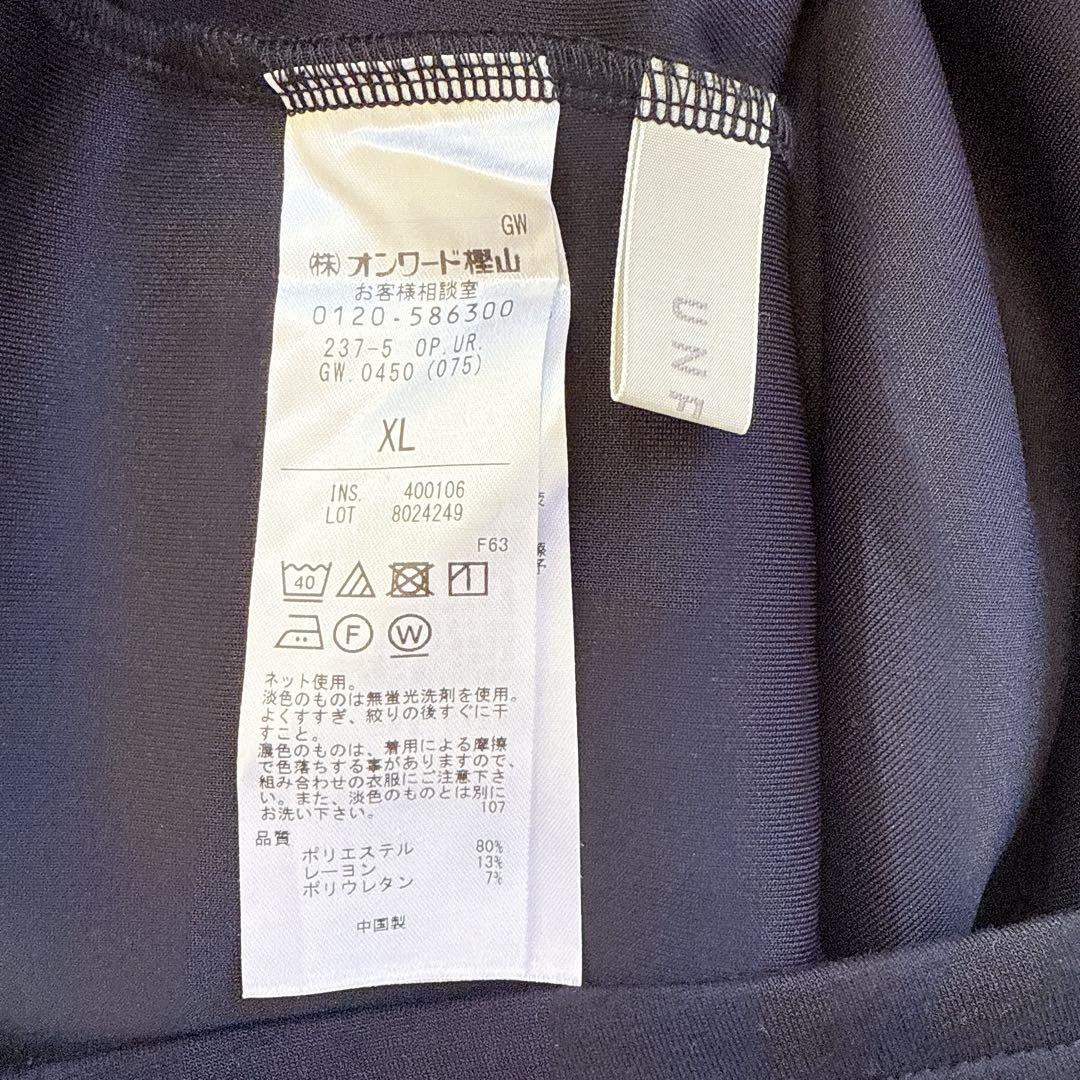 GW
(株)オンワード樫山
お客様相談室
0120-586300
237-5 OP.UR.
GW.0450(075)
XL
INS. 400106
LOT 8024249
F63
40
F
W
ネット使用。
淡色のものは無蛍光洗剤を使用。
よくすすぎ、絞りの後すぐに干
すこと。
濃色のものは、着用による摩擦
で色落ちする事がありますので、
組み合わせの衣服にご注意下さ
い。また、淡色のものとは別に
お洗い下さい。 107
品質
ポリエステル 80%
レーヨン 13%
ポリウレタン 7%
中国製